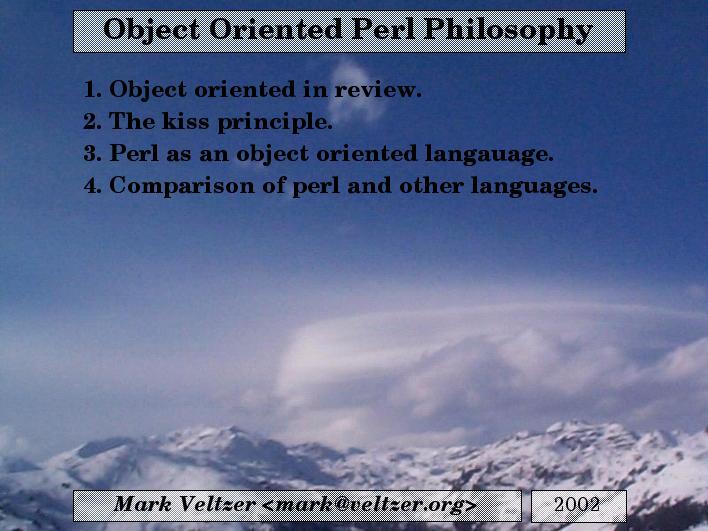 Object Oriented Perl Philosophy
1. Object oriented in review.
2. The kiss principle.
3. Perl as an object oriented langauage.
4. Comparison of perl and other languages.
Mark Veltzer <mark@veltzer.org>
2002